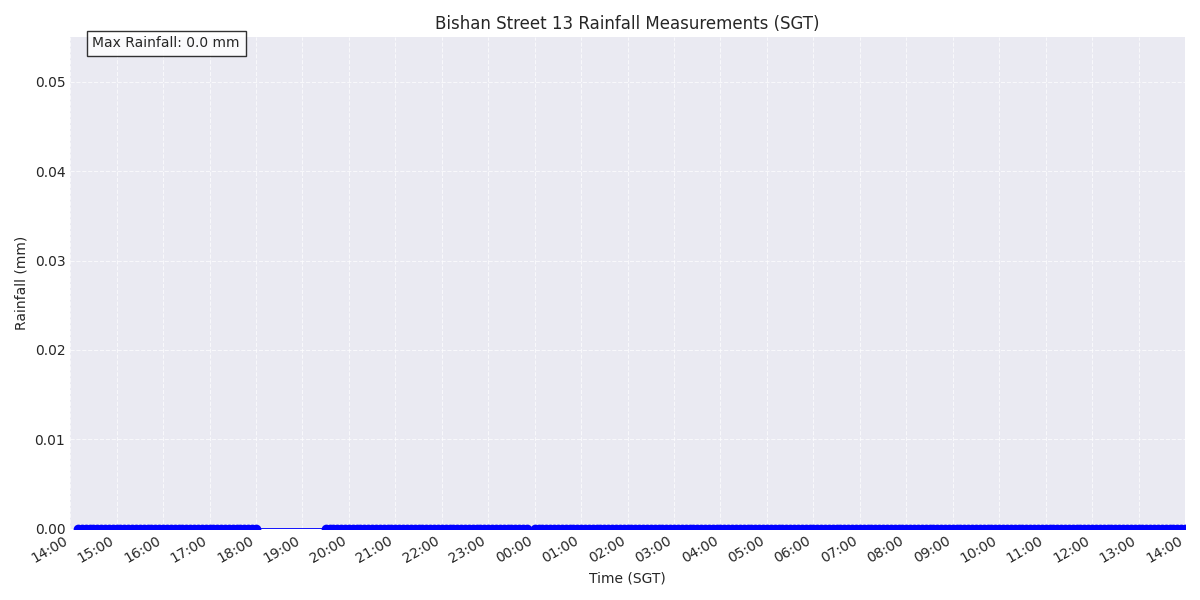 Bishan Street 13 Rainfall Measurements (SGT)
Max Rainfall: 0.0 mm
0.05
0.04
0.03
0.02
0.01
0.00
Rainfall (mm)
14:00 15:00 16:00 17:00 18:00 19:00 20:00 21:00 22:00 23:00 00:00 01:00 02:00 03:00 04:00 05:00 06:00 07:00 08:00 09:00 10:00 11:00 12:00 13:00 14:00
Time (SGT)